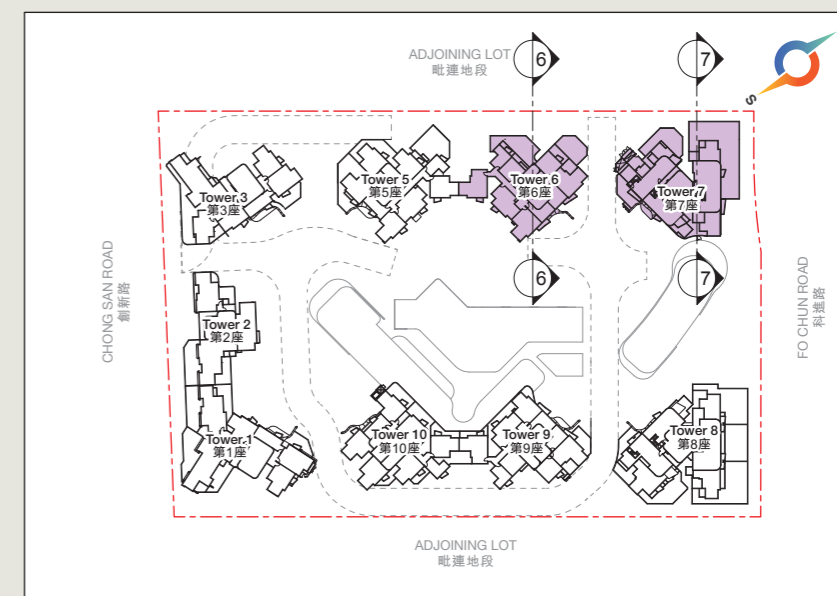 ADJOINING LOT
毗連地段
6
7
S
Tower 3
第3座
Tower 5
第5座
Tower 6
第6座
Tower 7
第7座
CHONG SAN ROAD
創新路
6
7
FO CHUN ROAD
科進路
Tower 2
第2座
Tower 1
第1座
Tower 10
第10座
Tower 9
第9座
Tower 8
第8座
ADJOINING LOT
毗連地段